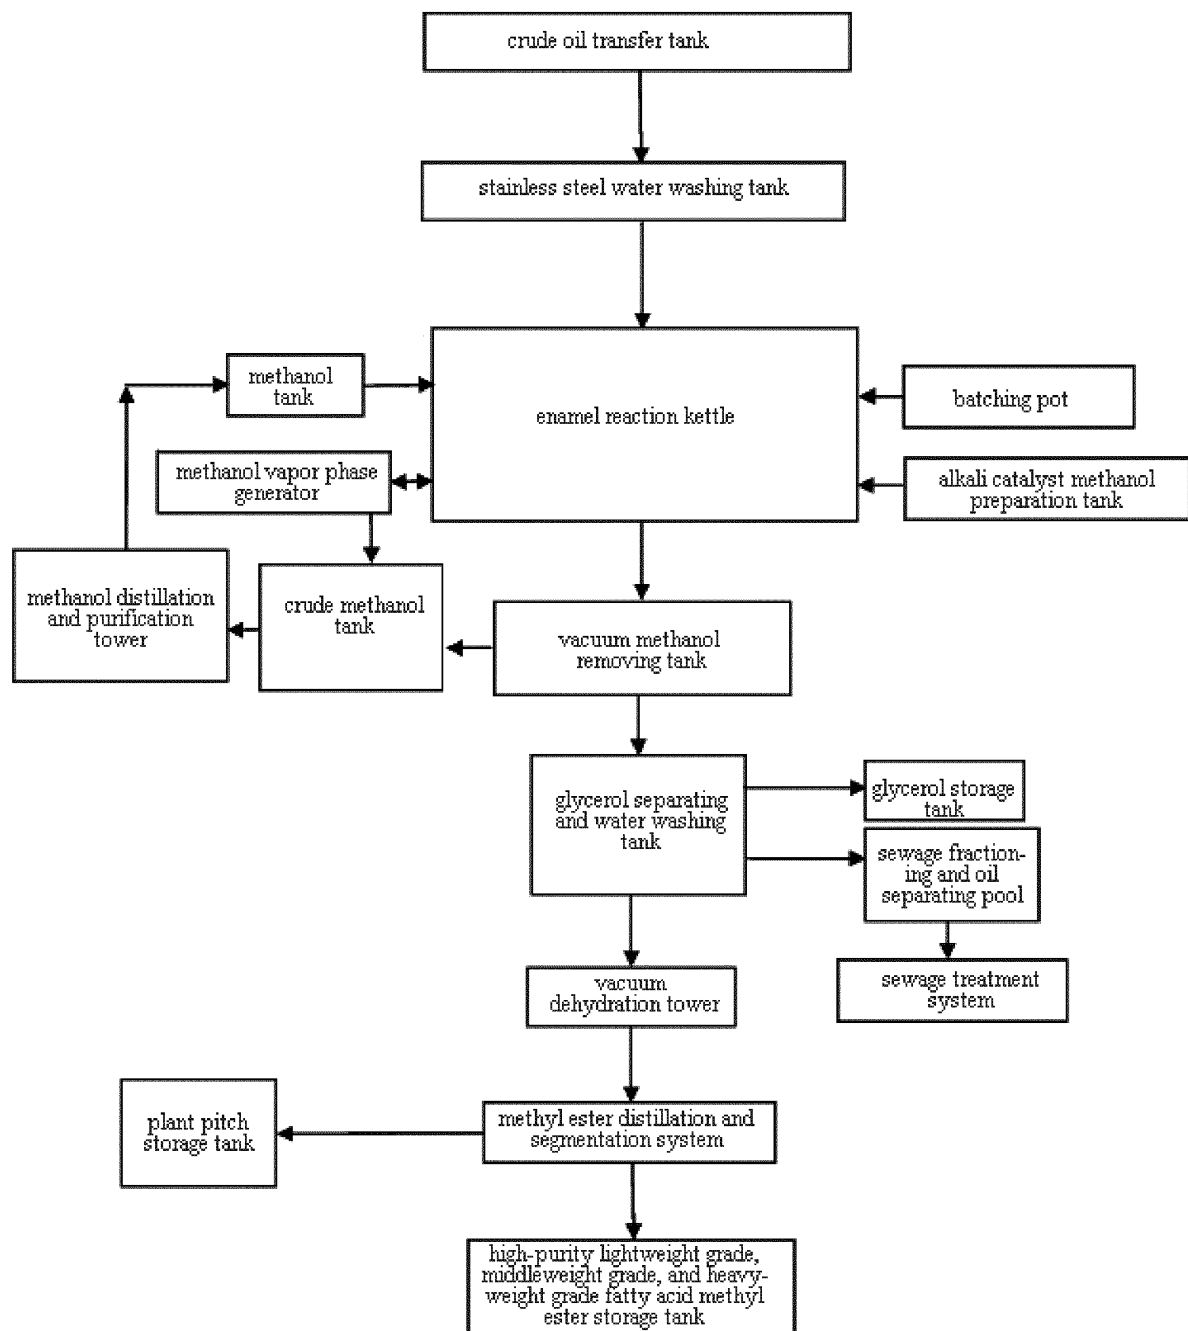 crude oil transfer tank
stainless steel water washing tank
methanol
tank
enamel reaction kettle
batching pot
methanol vapor phase
generator
alkali catalyst methanol
preparation tank
methanol distillation
and purification
tower
crude methanol
tank
vacuum methanol
removing tank
glycerol separating
and water washing
tank
glycerol storage
tank
sewage fraction-
ing and oil
separating pool
vacuum
dehydration tower
sewage treatment
system
plant pitch
storage tank
methyl ester distillation and
segmentation system
high-purity lightweight grade,
middleweight grade, and heavy-
weight grade fatty acid methyl
ester storage tank